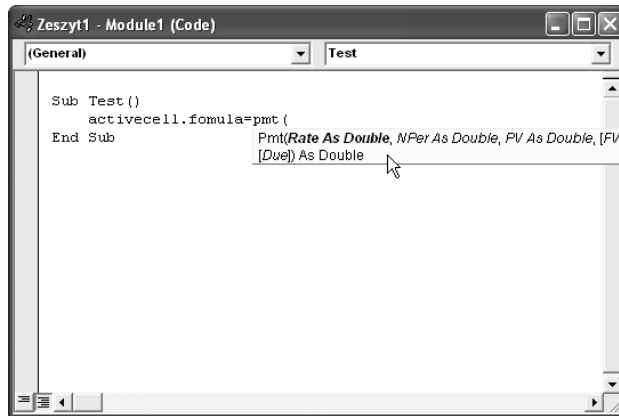 Zeszyt1 - Module1 (Code)
(General) Test
Sub Test()
activecell.fomula=pmt(
End Sub
Pmt(Rate As Double, NPer As Double, PV As Double, [FV
[Due]) As Double